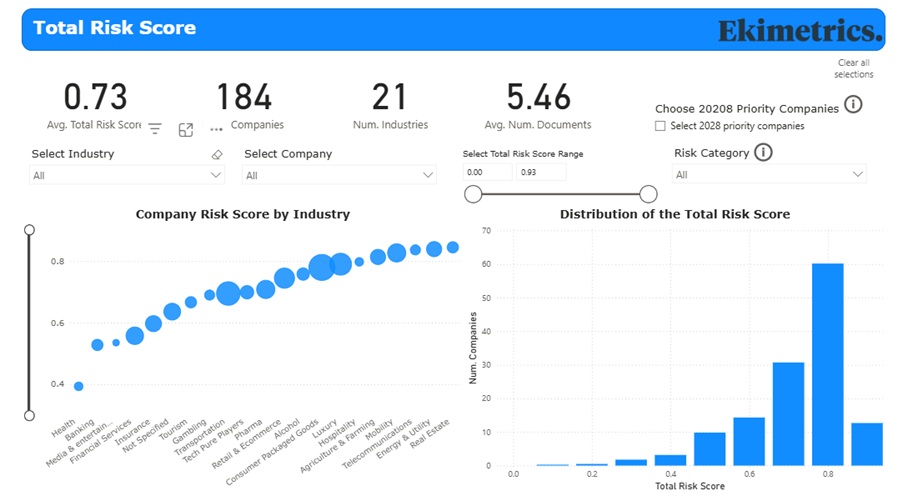 Total Risk Score
Ekimetrics.
Clear all
selections
0.73
184
21
5.46
Avg. Total Risk Score
Companies
Num. Industries
Avg. Num. Documents
Choose 20208 Priority Companies
Select 2028 priority companies
Select Industry
Select Company
Select Total Risk Score Range
Risk Category
All
All
0.00
0.93
All
Company Risk Score by Industry
0.8
0.6
0.4
Health
Banking
Media & entertain...
Financial Services
Insurance
Not Specified
Tourism
Gambling
Transportation
Tech Pure Players
Pharma
Retail & Ecommerce
Alcohol
Consumer Packaged Goods
Luxury
Hospitality
Agriculture & Farming
Mobility
Telecommunications
Energy & Utility
Real Estate
Distribution of the Total Risk Score
Num. Companies
70
60
50
40
30
20
10
0
0.0
0.2
0.4
0.6
0.8
Total Risk Score